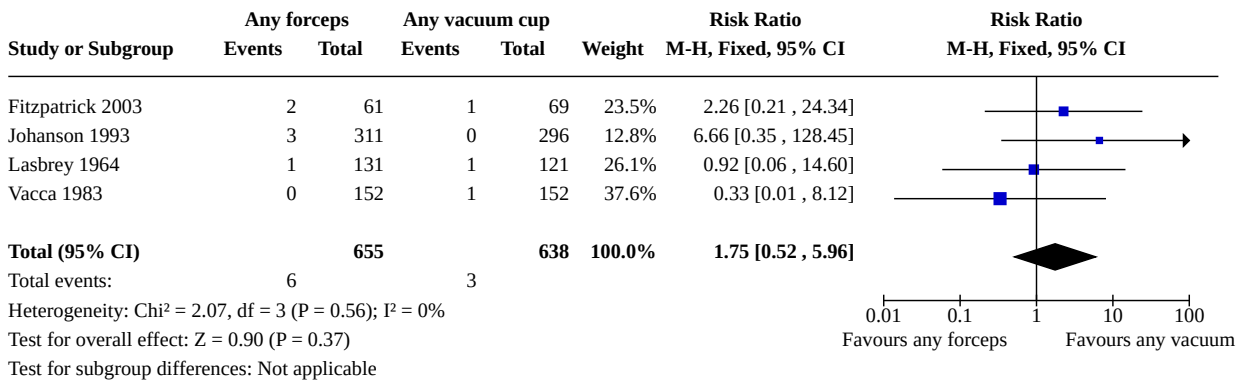 Any forceps Any vacuum cup Risk Ratio Risk Ratio
Study or Subgroup Events Total Events Total Weight M-H, Fixed, 95% CI M-H, Fixed, 95% CI
Fitzpatrick 2003 2 61 1 69 23.5% 2.26 [0.21 , 24.34]
Johanson 1993 3 311 0 296 12.8% 6.66 [0.35 , 128.45]
Lasbrey 1964 1 131 1 121 26.1% 0.92 [0.06 , 14.60]
Vacca 1983 0 152 1 152 37.6% 0.33 [0.01 , 8.12]
Total (95% CI) 655 638 100.0% 1.75 [0.52 , 5.96]
Total events: 6 3
Heterogeneity: Chi² = 2.07, df = 3 (P = 0.56); I² = 0%
0.01 0.1 1 10 100
Test for overall effect: Z = 0.90 (P = 0.37)
Favours any forceps Favours any vacuum
Test for subgroup differences: Not applicable